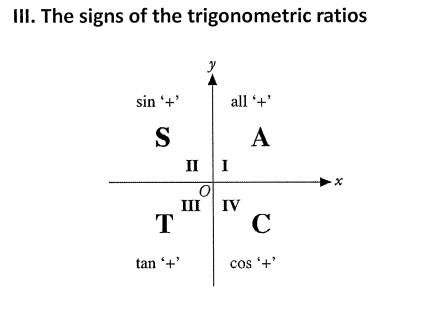 III. The signs of the trigonometric ratios
y
sin ‘+’ all ‘+’
S A
II I
x
O
III IV
T C
tan ‘+’ cos ‘+’